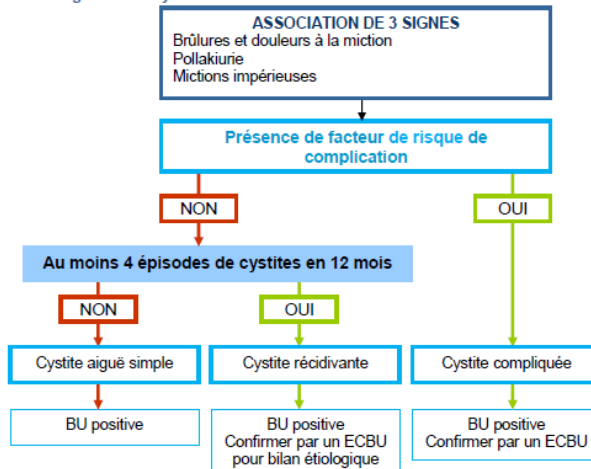 ASSOCIATION DE 3 SIGNES
Brûlures et douleurs à la miction
Pollakiurie
Mictions impérieuses
Présence de facteur de risque de
complication
NON
OUI
Au moins 4 épisodes de cystites en 12 mois
NON
OUI
Cystite aiguë simple
Cystite récidivante
Cystite compliquée
BU positive
BU positive
Confirmer par un ECBU
pour bilan étiologique
BU positive
Confirmer par un ECBU